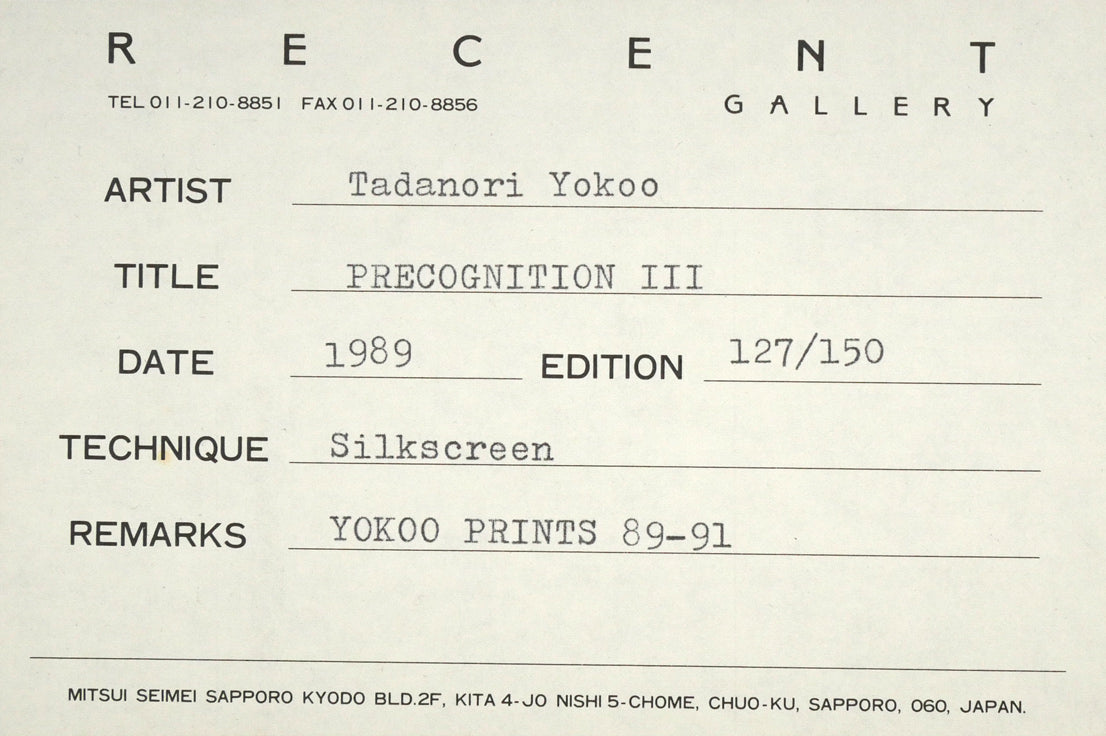 RECENT
TEL 011-210-8851 FAX 011-210-8856 GALLERY
ARTIST Tadanori Yokoo
TITLE PRECOGNITION III
DATE 1989 EDITION 127/150
TECHNIQUE Silkscreen
REMARKS YOKOO PRINTS 89-91
MITSUI SEIMEI SAPPORO KYODO BLD.2F, KITA 4-JO NISHI 5-CHOME, CHUO-KU, SAPPORO, 060, JAPAN.